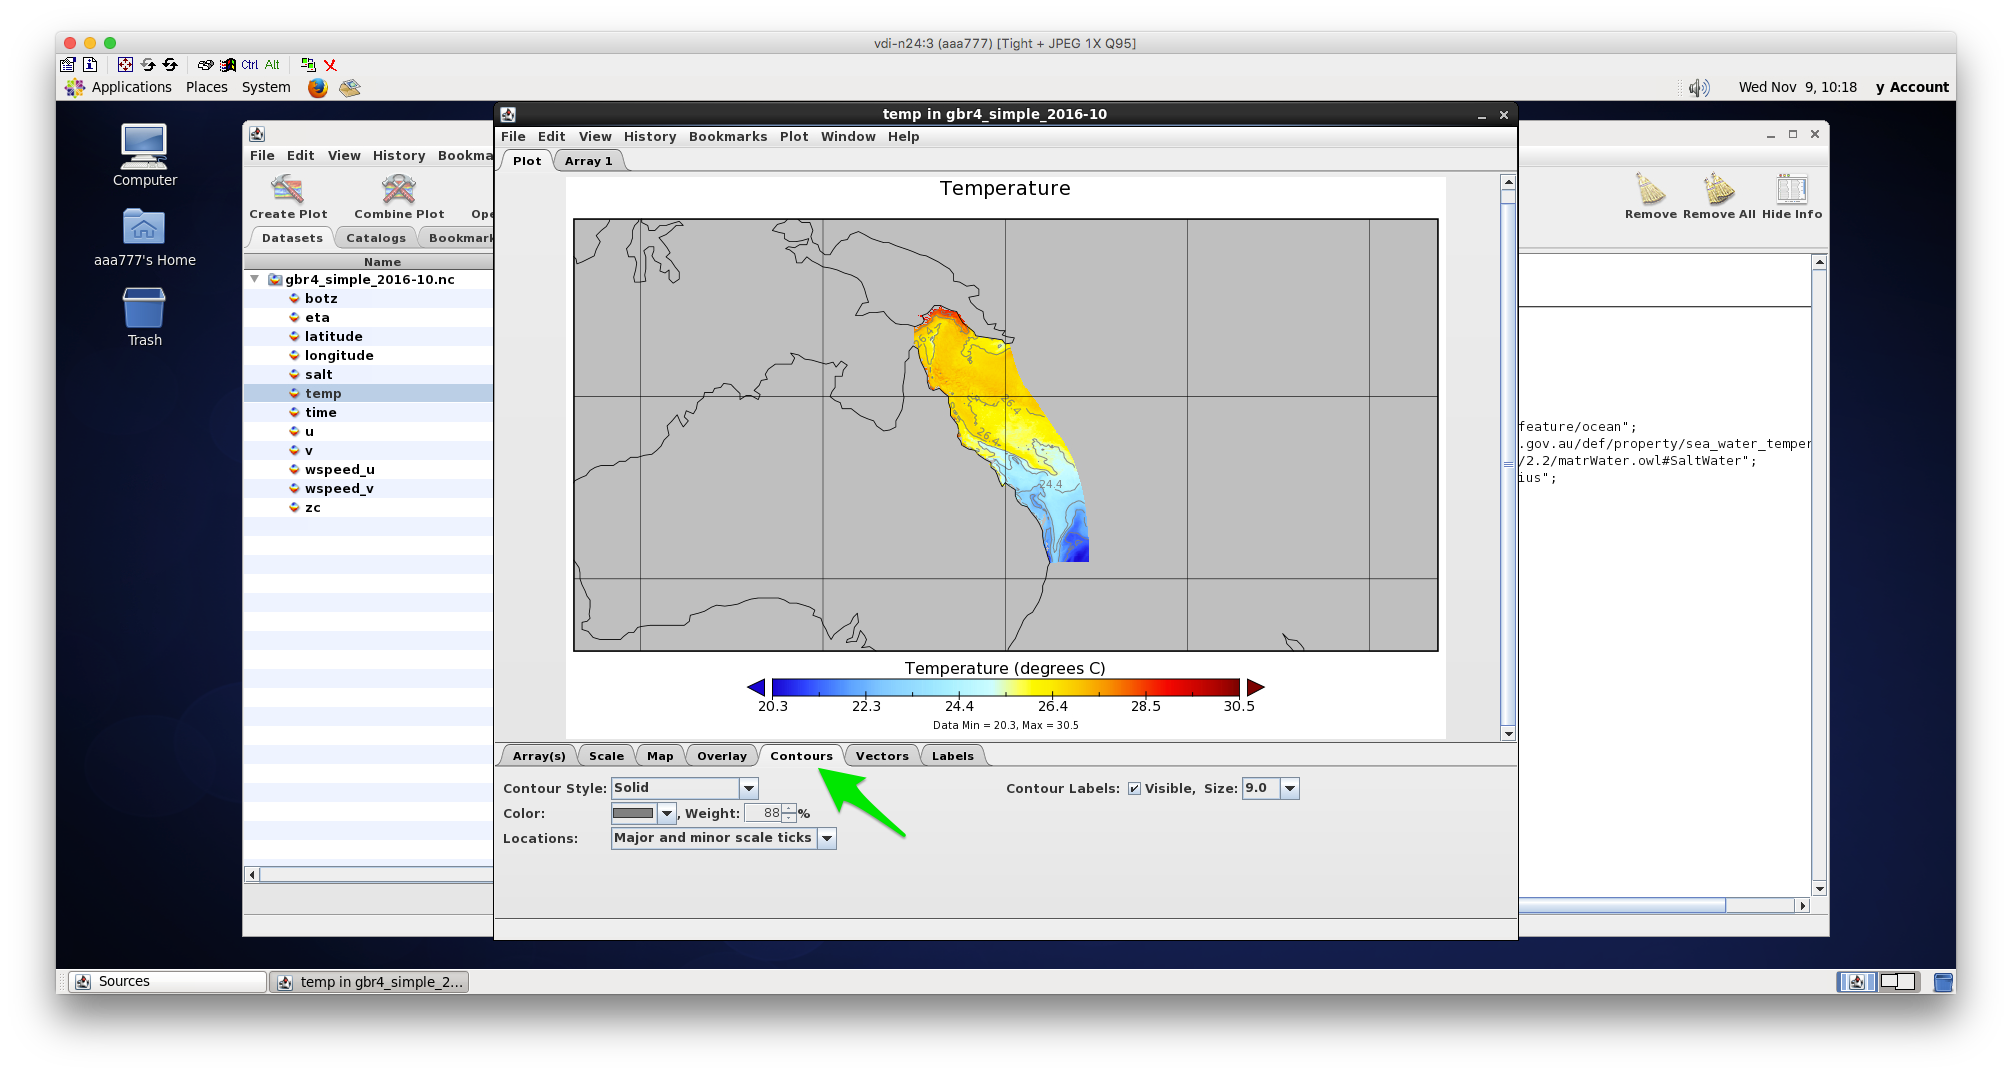 vdi-n24:3 (aaa777) [Tight + JPEG 1X Q95]
Ctrl Alt
Applications Places System
Wed Nov 9, 10:18 y Account
Computer
aaa777's Home
Trash
File Edit View History Bookma
Create Plot Combine Plot Ope
Datasets Catalogs Bookmark
Name
gbr4_simple_2016-10.nc
botz
eta
latitude
longitude
salt
temp
time
u
v
wspeed_u
wspeed_v
zc
temp in gbr4_simple_2016-10
File Edit View History Bookmarks Plot Window Help
Plot Array 1
Temperature
26.4
26.4
26.4
24.4
Temperature (degrees C)
20.3 22.3 24.4 26.4 28.5 30.5
Data Min = 20.3, Max = 30.5
Array(s) Scale Map Overlay Contours Vectors Labels
Contour Style: Solid
Contour Labels: Visible, Size: 9.0
Color: , Weight: 88 %
Locations: Major and minor scale ticks
Remove Remove All Hide Info
feature/ocean";
.gov.au/def/property/sea_water_temper
/2.2/matrWater.owl#SaltWater";
ius";
Sources
temp in gbr4_simple_2...